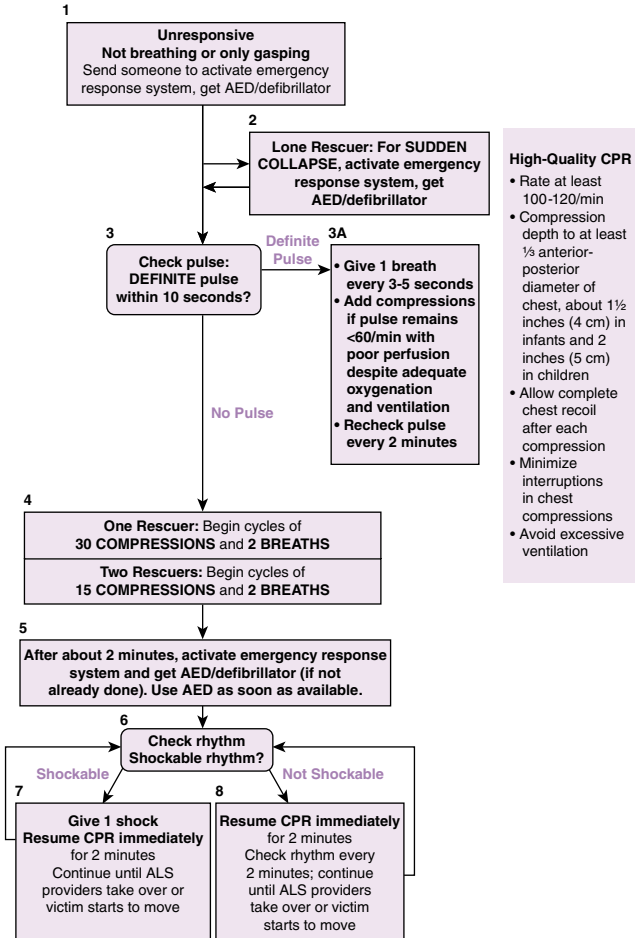 1
Unresponsive
Not breathing or only gasping
Send someone to activate emergency
response system, get AED/defibrillator
2
Lone Rescuer: For SUDDEN
COLLAPSE, activate emergency
response system, get
AED/defibrillator
3
Check pulse:
DEFINITE pulse
within 10 seconds?
Definite
Pulse
3A
• Give 1 breath
every 3-5 seconds
• Add compressions
if pulse remains
<60/min with
poor perfusion
despite adequate
oxygenation
and ventilation
• Recheck pulse
every 2 minutes
No Pulse
4
One Rescuer: Begin cycles of
30 COMPRESSIONS and 2 BREATHS
Two Rescuers: Begin cycles of
15 COMPRESSIONS and 2 BREATHS
5
After about 2 minutes, activate emergency response
system and get AED/defibrillator (if not
already done). Use AED as soon as available.
6
Check rhythm
Shockable rhythm?
Shockable
Not Shockable
7
Give 1 shock
Resume CPR immediately
for 2 minutes
Continue until ALS
providers take over or
victim starts to move
8
Resume CPR immediately
for 2 minutes
Check rhythm every
2 minutes; continue
until ALS providers
take over or victim
starts to move
High-Quality CPR
• Rate at least
100-120/min
• Compression
depth to at least
⅓ anterior-
posterior
diameter of
chest, about 1½
inches (4 cm) in
infants and 2
inches (5 cm)
in children
• Allow complete
chest recoil
after each
compression
• Minimize
interruptions
in chest
compressions
• Avoid excessive
ventilation